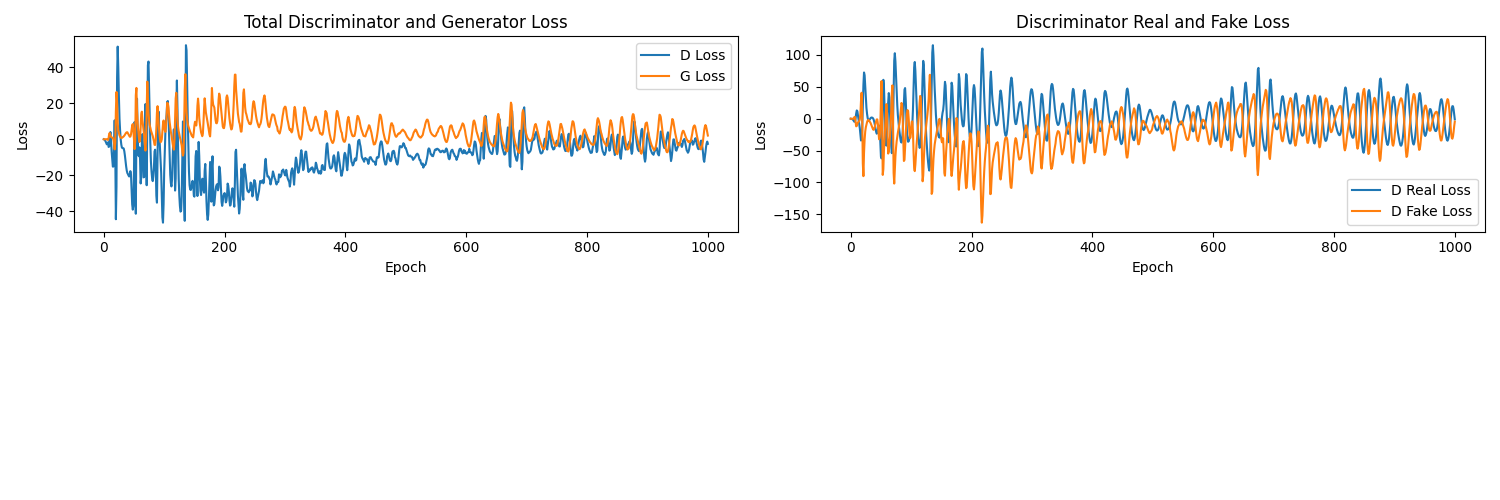 Total Discriminator and Generator Loss
Loss
40
20
0
−20
−40
D Loss
G Loss
0
200
400
600
800
1000
Epoch
Discriminator Real and Fake Loss
Loss
100
50
0
−50
−100
−150
D Real Loss
D Fake Loss
0
200
400
600
800
1000
Epoch